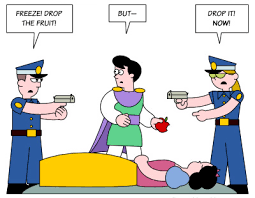 FREEZE! DROP
THE FRUIT!
BUT—
DROP IT!
NOW!